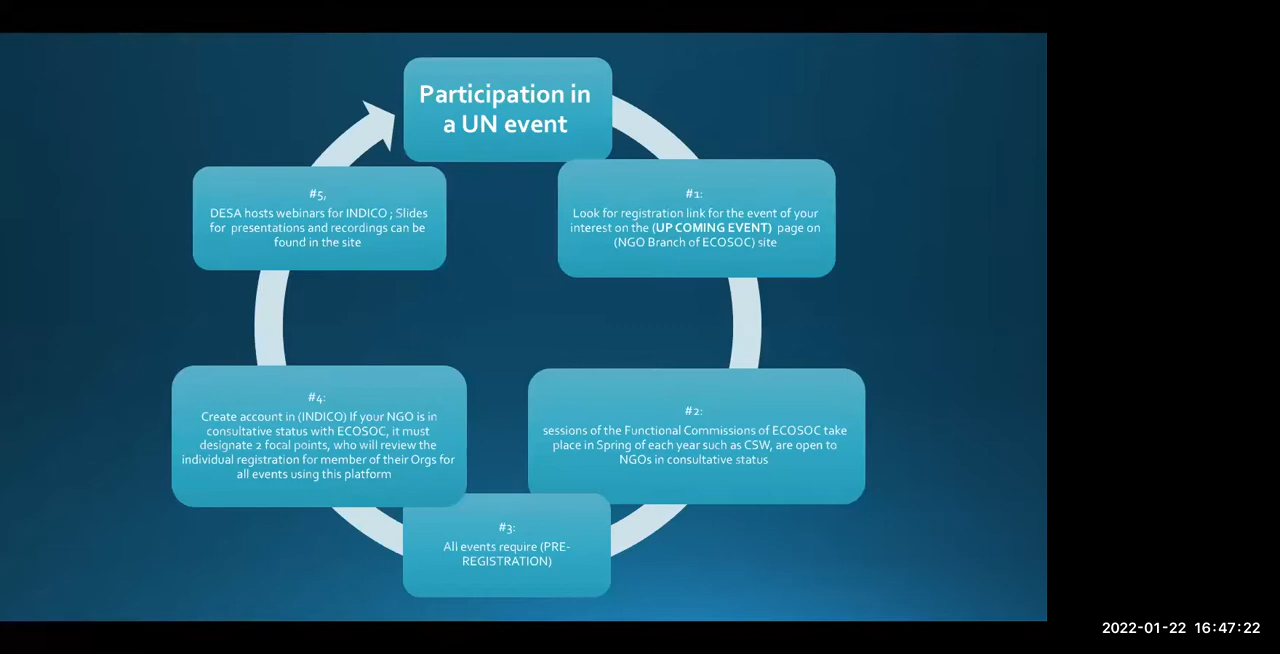 Participation in
a UN event
#1:
Look for registration link for the event of your
interest on the (UP COMING EVENT) page on
(NGO Branch of ECOSOC) site
#2:
sessions of the Functional Commissions of ECOSOC take
place in Spring of each year such as CSW, are open to
NGOs in consultative status
#3:
All events require (PRE-
REGISTRATION)
#4:
Create account in (INDICO) If your NGO is in
consultative status with ECOSOC, it must
designate 2 focal points, who will review the
individual registration for member of their Orgs for
all events using this platform
#5,
DESA hosts webinars for INDICO ; Slides
for presentations and recordings can be
found in the site
2022-01-22 16:47:22